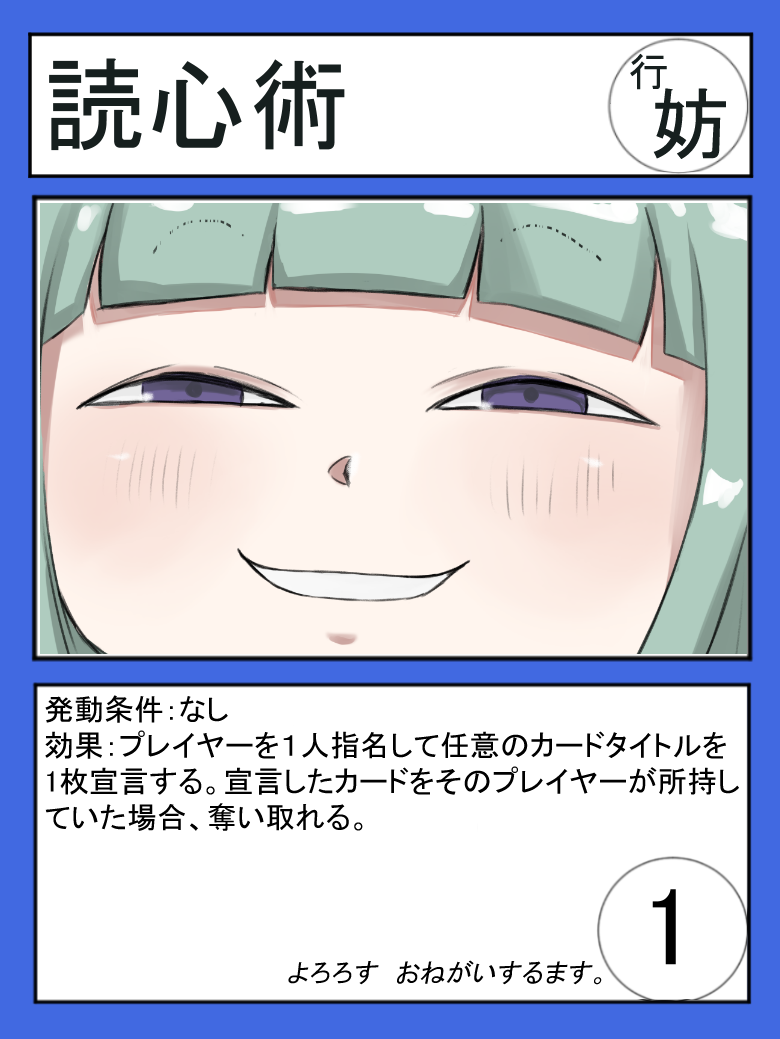 読心術
行
妨
発動条件：なし
効果：プレイヤーを１人指名して任意のカードタイトルを
1枚宣言する。宣言したカードをそのプレイヤーが所持し
ていた場合、奪い取れる。
1
よろろす　おねがいするます。